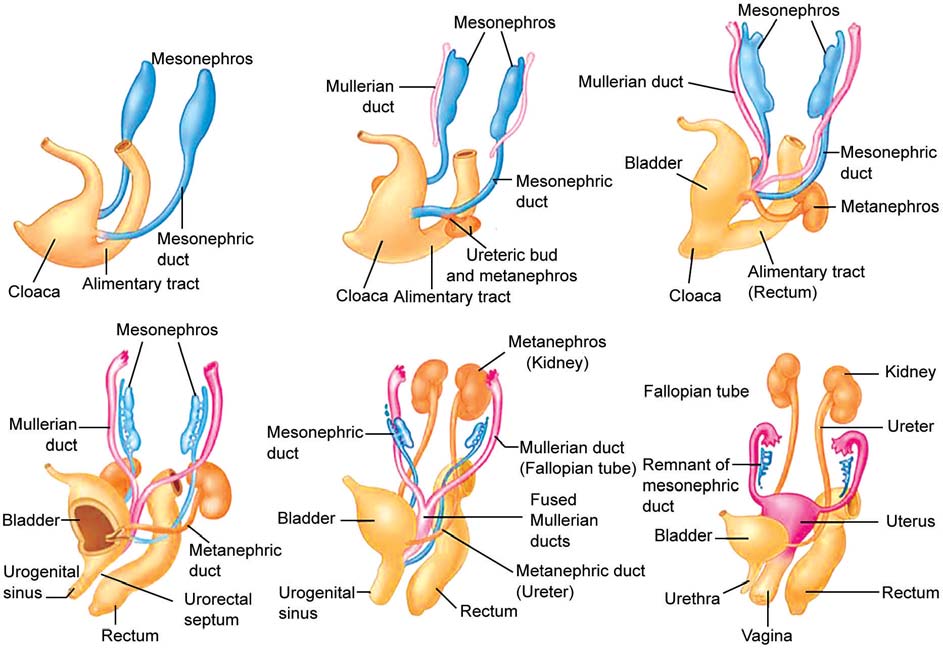 Mesonephros
Mesonephric
duct
Alimentary tract
Cloaca
Mesonephros
Mullerian
duct
Mesonephric
duct
Ureteric bud
and metanephros
Cloaca
Alimentary tract
Mesonephros
Mullerian duct
Bladder
Mesonephric
duct
Metanephros
Alimentary tract
(Rectum)
Cloaca
Mesonephros
Mullerian
duct
Bladder
Metanephric
duct
Urogenital
sinus
Urorectal
septum
Rectum
Metanephros
(Kidney)
Mesonephric
duct
Mullerian duct
(Fallopian tube)
Bladder
Fused
Mullerian
ducts
Metanephric duct
(Ureter)
Urogenital
sinus
Rectum
Kidney
Fallopian tube
Ureter
Remnant of
mesonephric
duct
Uterus
Bladder
Urethra
Rectum
Vagina